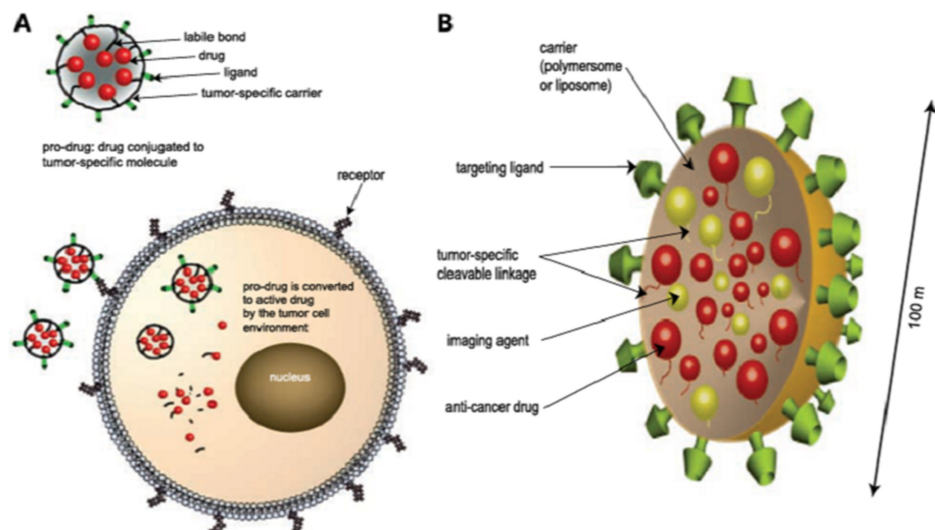 A
labile bond
drug
ligand
tumor-specific carrier
pro-drug: drug conjugated to
tumor-specific molecule
receptor
pro-drug is converted
to active drug
by the tumor cell
environment
nucleus
B
carrier
(polymersome
or liposome)
targeting ligand
tumor-specific
cleavable linkage
imaging agent
anti-cancer drug
100 m